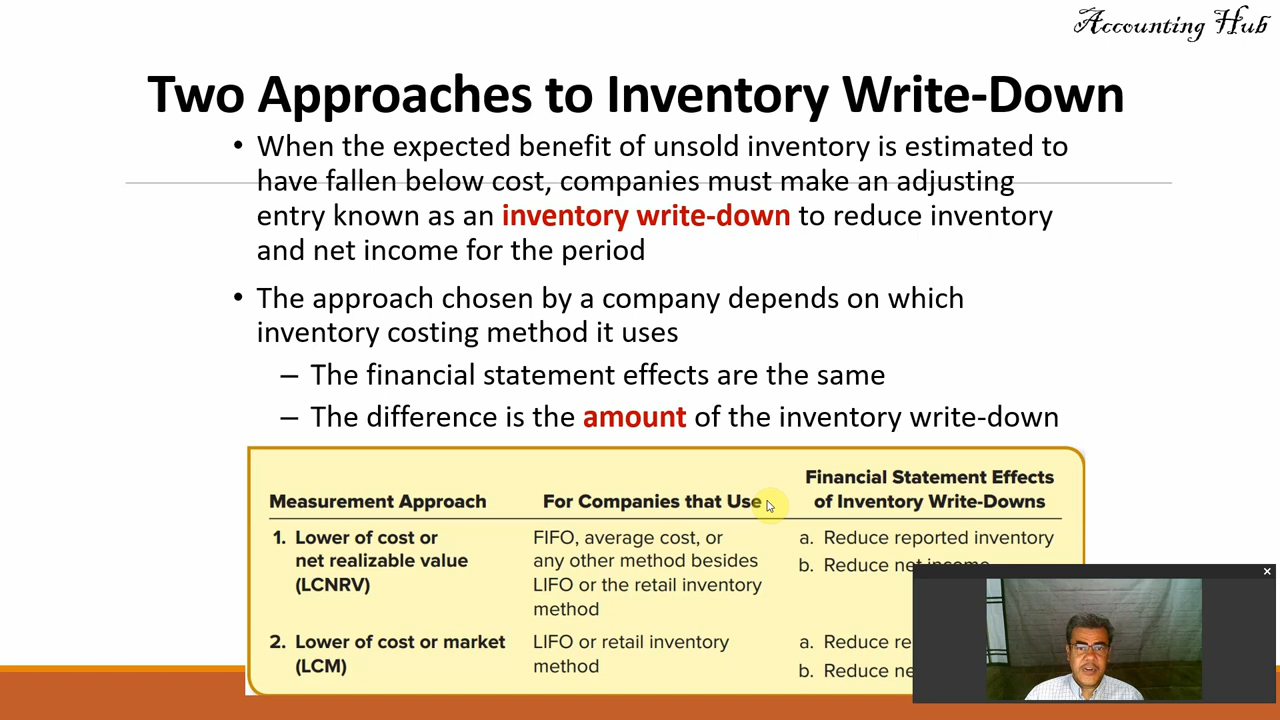 Accounting Hub
Two Approaches to Inventory Write-Down
• When the expected benefit of unsold inventory is estimated to
have fallen below cost, companies must make an adjusting
entry known as an inventory write-down to reduce inventory
and net income for the period
• The approach chosen by a company depends on which
inventory costing method it uses
– The financial statement effects are the same
– The difference is the amount of the inventory write-down
Financial Statement Effects
Measurement Approach For Companies that Use of Inventory Write-Downs
1. Lower of cost or FIFO, average cost, or a. Reduce reported inventory
net realizable value any other method besides b. Reduce net income
(LCNRV) LIFO or the retail inventory
method
2. Lower of cost or market LIFO or retail inventory a. Reduce re
(LCM) method b. Reduce ne